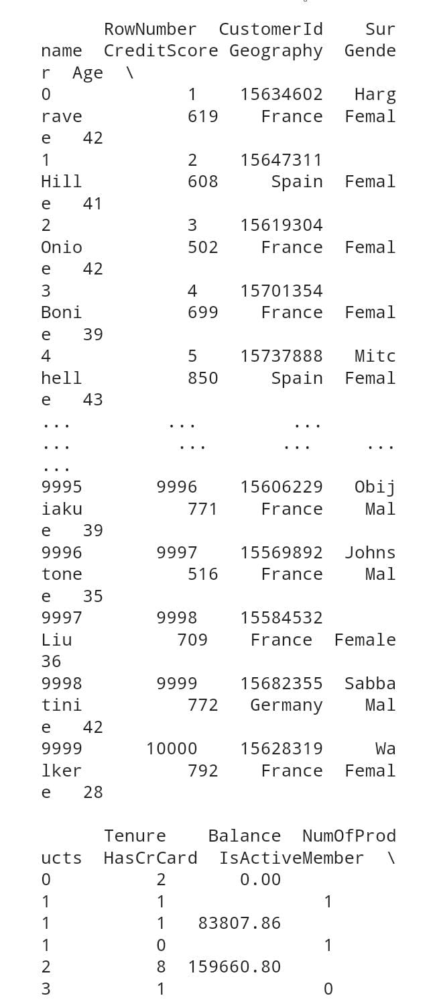 RowNumber CustomerId Sur
name CreditScore Geography Gende
r Age \
0 1 15634602 Harg
rave 619 France Femal
e 42
1 2 15647311
Hill 608 Spain Femal
e 41
2 3 15619304
Onio 502 France Femal
e 42
3 4 15701354
Boni 699 France Femal
e 39
4 5 15737888 Mitc
hell 850 Spain Femal
e 43
... ... ...
... ... ... ...
...
9995 9996 15606229 Obij
iaku 771 France Mal
e 39
9996 9997 15569892 Johns
tone 516 France Mal
e 35
9997 9998 15584532
Liu 709 France Female
36
9998 9999 15682355 Sabba
tini 772 Germany Mal
e 42
9999 10000 15628319 Wa
lker 792 France Femal
e 28
Tenure Balance NumOfProd
ucts HasCrCard IsActiveMember \
0 2 0.00
1 1 1
1 1 83807.86
1 0 1
2 8 159660.80
3 1 0